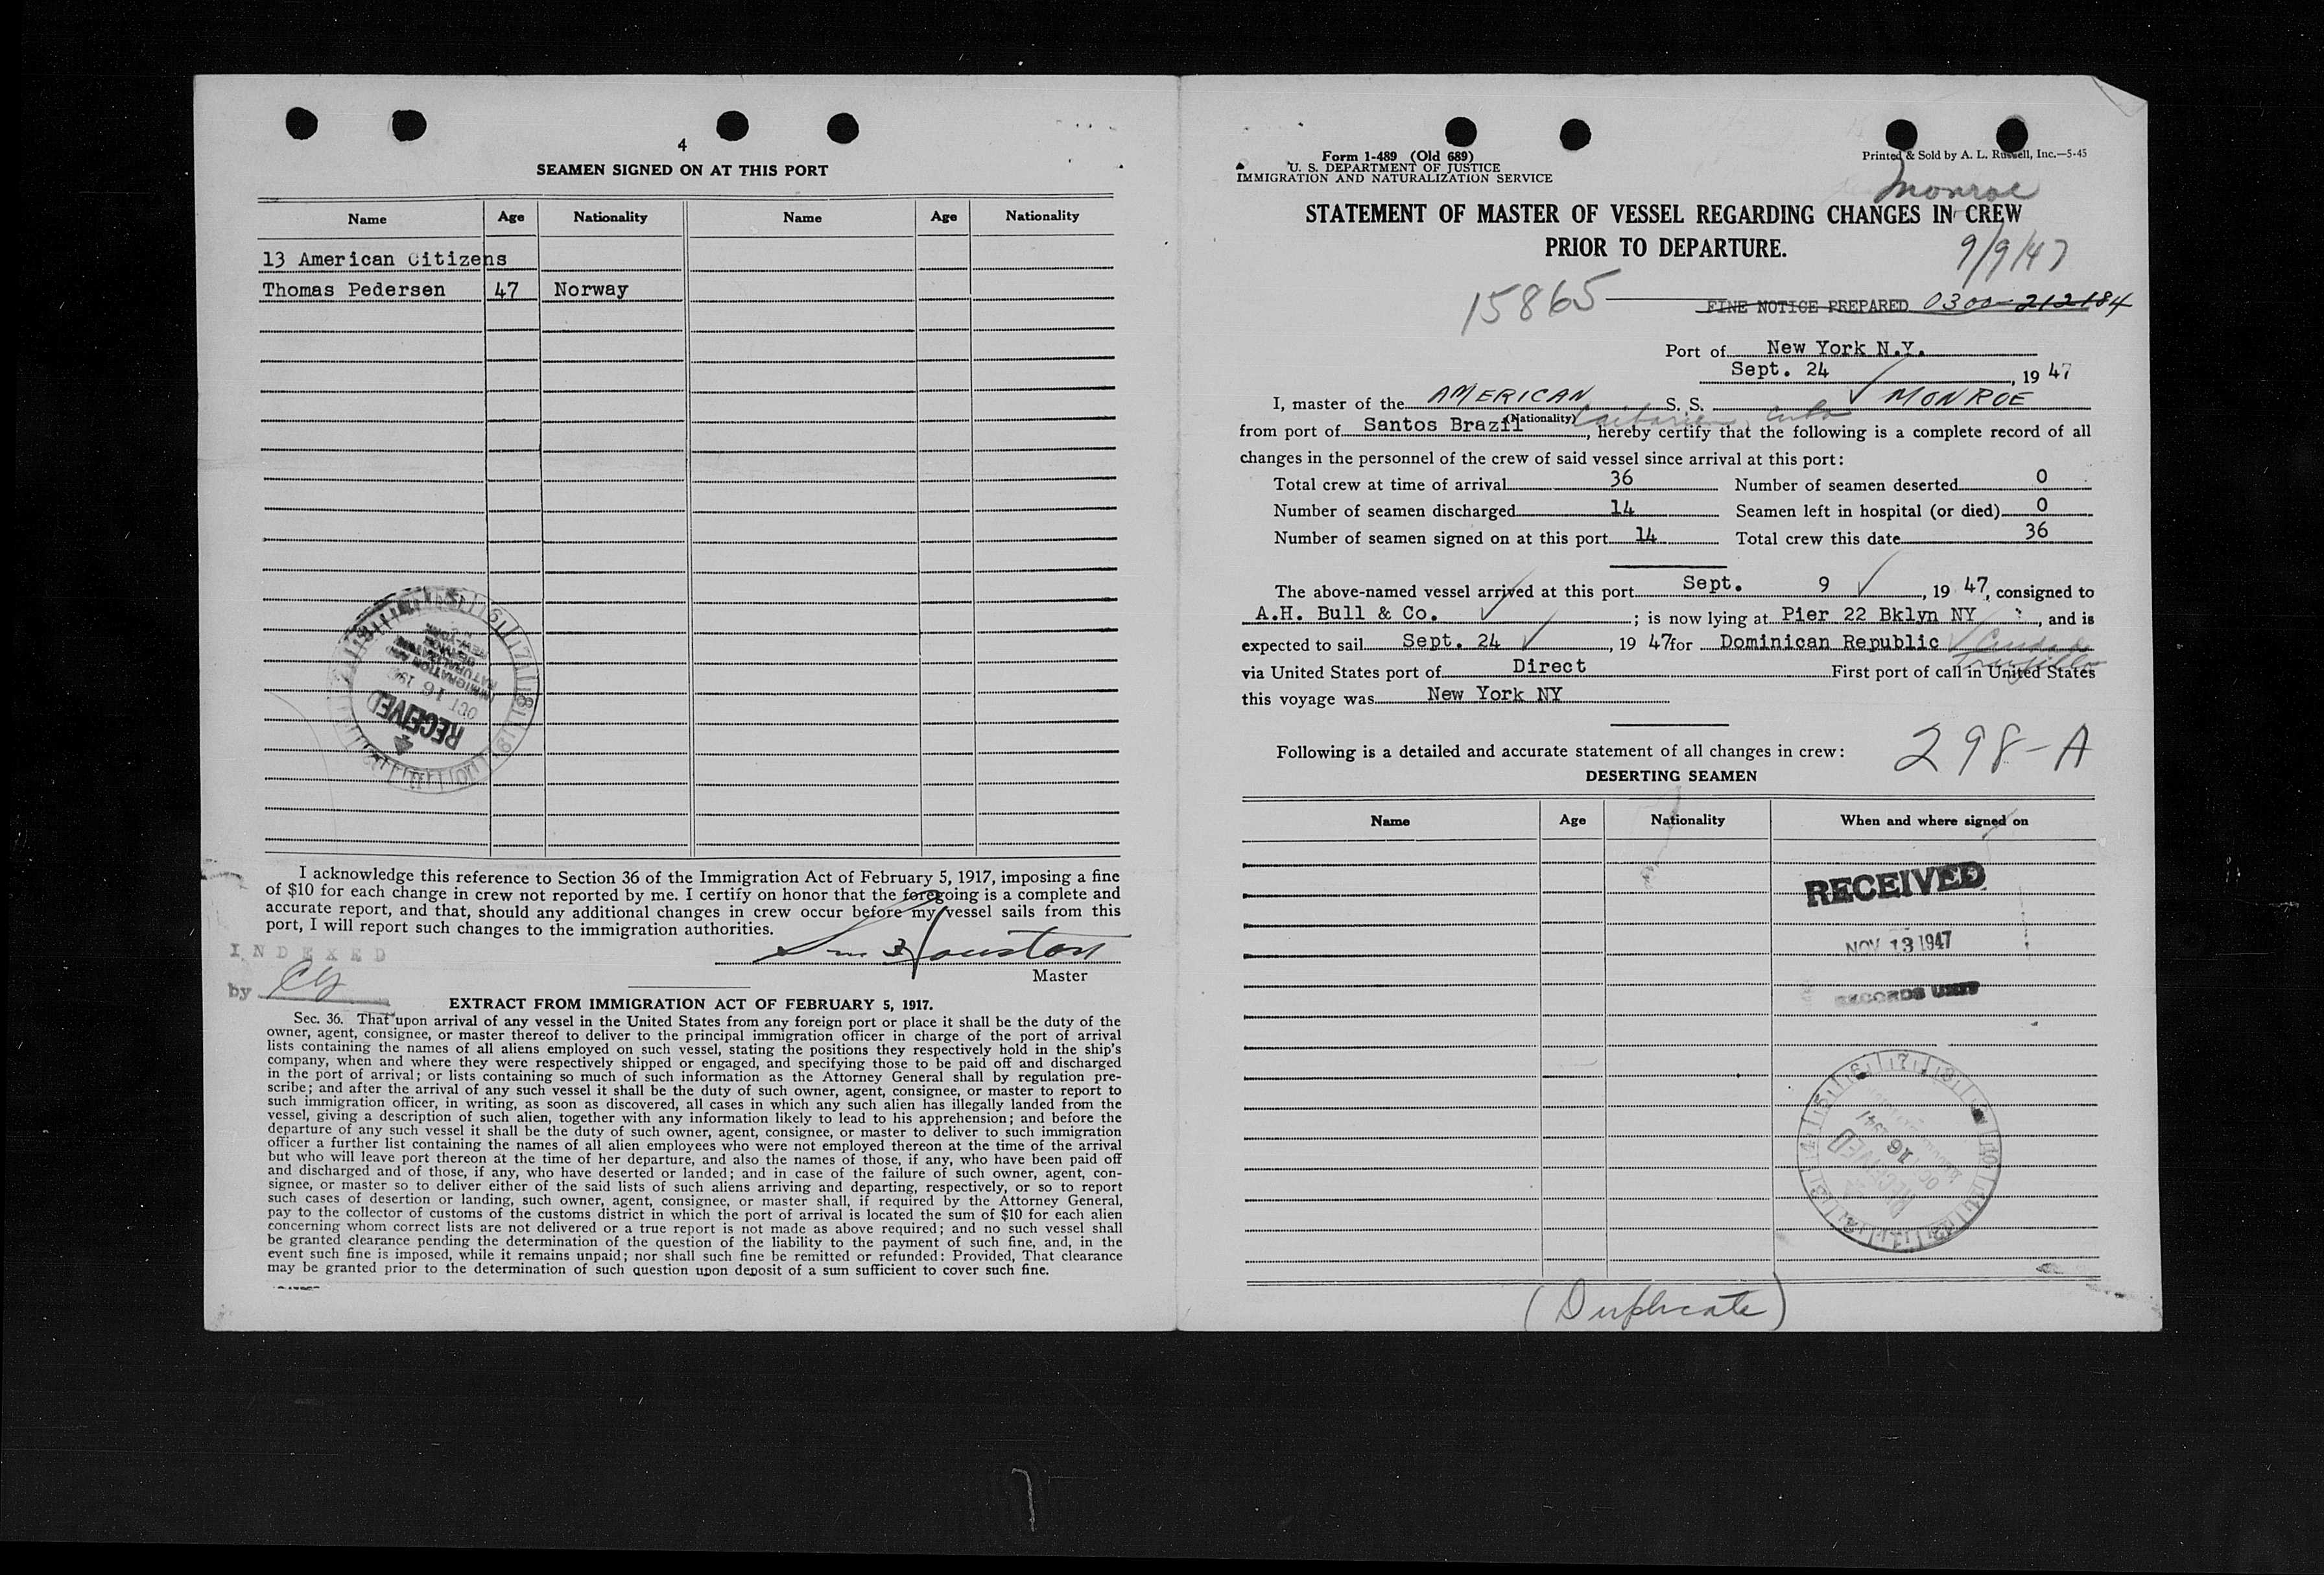 4
SEAMEN SIGNED ON AT THIS PORT
Name Age Nationality Name Age Nationality
13 American Citizens
Thomas Pedersen 47 Norway
RECEIVED
OCT 16
IMMIGRATION AND
I acknowledge this reference to Section 36 of the Immigration Act of February 5, 1917, imposing a fine
of $10 for each change in crew not reported by me. I certify on honor that the foregoing is a complete and
accurate report, and that, should any additional changes in crew occur before my vessel sails from this
port, I will report such changes to the immigration authorities.
INDEXED
by
Houston
Master
EXTRACT FROM IMMIGRATION ACT OF FEBRUARY 5, 1917.
Sec. 36. That upon arrival of any vessel in the United States from any foreign port or place it shall be the duty of the
owner, agent, consignee, or master thereof to deliver to the principal immigration officer in charge of the port of arrival
lists containing the names of all aliens employed on such vessel, stating the positions they respectively hold in the ship's
company, when and where they were respectively shipped or engaged, and specifying those to be paid off and discharged
in the port of arrival; or lists containing so much of such information as the Attorney General shall by regulation pre-
scribe; and after the arrival of any such vessel it shall be the duty of such owner, agent, consignee, or master to report to
such immigration officer, in writing, as soon as discovered, all cases in which any such alien has illegally landed from the
vessel, giving a description of such alien, together with any information likely to lead to his apprehension; and before the
departure of any such vessel it shall be the duty of such owner, agent, consignee, or master to deliver to such immigration
officer a further list containing the names of all alien employees who were not employed thereon at the time of the arrival
but who will leave port thereon at the time of her departure, and also the names of those, if any, who have been paid off
and discharged and of those, if any, who have deserted or landed; and in case of the failure of such owner, agent, con-
signee, or master so to deliver either of the said lists of such aliens arriving and departing, respectively, or so to report
such cases of desertion or landing, such owner, agent, consignee, or master shall, if required by the Attorney General,
pay to the collector of customs of the customs district in which the port of arrival is located the sum of $10 for each alien
concerning whom correct lists are not delivered or a true report is not made as above required; and no such vessel shall
be granted clearance pending the determination of the question of the liability to the payment of such fine, and, in the
event such fine is imposed, while it remains unpaid; nor shall such fine be remitted or refunded: Provided, That clearance
may be granted prior to the determination of such question upon deposit of a sum sufficient to cover such fine.
Form 1-489 (Old 689)
U. S. DEPARTMENT OF JUSTICE
IMMIGRATION AND NATURALIZATION SERVICE
Printed & Sold by A. L. Russell, Inc.—5-45
Monroe
STATEMENT OF MASTER OF VESSEL REGARDING CHANGES IN CREW
PRIOR TO DEPARTURE.
9/9/47
15865
FINE NOTICE PREPARED 0300-212184
Port of New York N.Y.
Sept. 24, 19 47
I, master of the AMERICAN S. S. MONROE
(Nationality) Cuba
from port of Santos Brazil, hereby certify that the following is a complete record of all
changes in the personnel of the crew of said vessel since arrival at this port:
Total crew at time of arrival 36 Number of seamen deserted 0
Number of seamen discharged 14 Seamen left in hospital (or died) 0
Number of seamen signed on at this port 14 Total crew this date 36
The above-named vessel arrived at this port Sept. 9, 19 47, consigned to
A.H. Bull & Co.; is now lying at Pier 22 Bklyn NY, and is
expected to sail Sept. 24, 19 47 for Dominican Republic Ciudad
Trujillo
via United States port of Direct First port of call in United States
this voyage was New York NY
Following is a detailed and accurate statement of all changes in crew:
298-A
DESERTING SEAMEN
Name Age Nationality When and where signed on
RECEIVED
NOV 13 1947
RECORDS UNIT
RECEIVED
OCT 16 1947
(Duplicate)